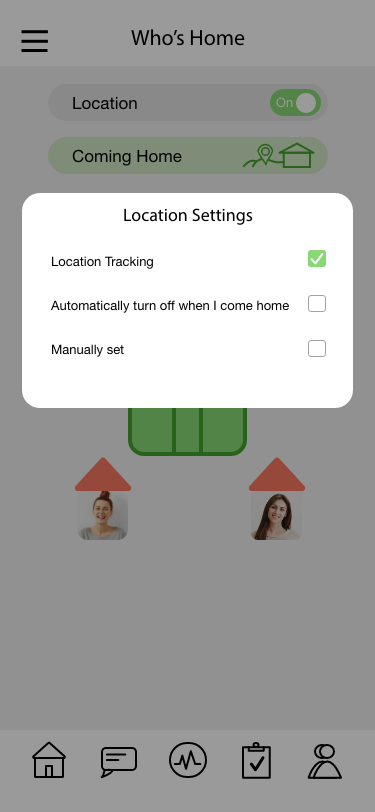 Who's Home
Location
On
Coming Home
Location Settings
Location Tracking
Automatically turn off when I come home
Manually set